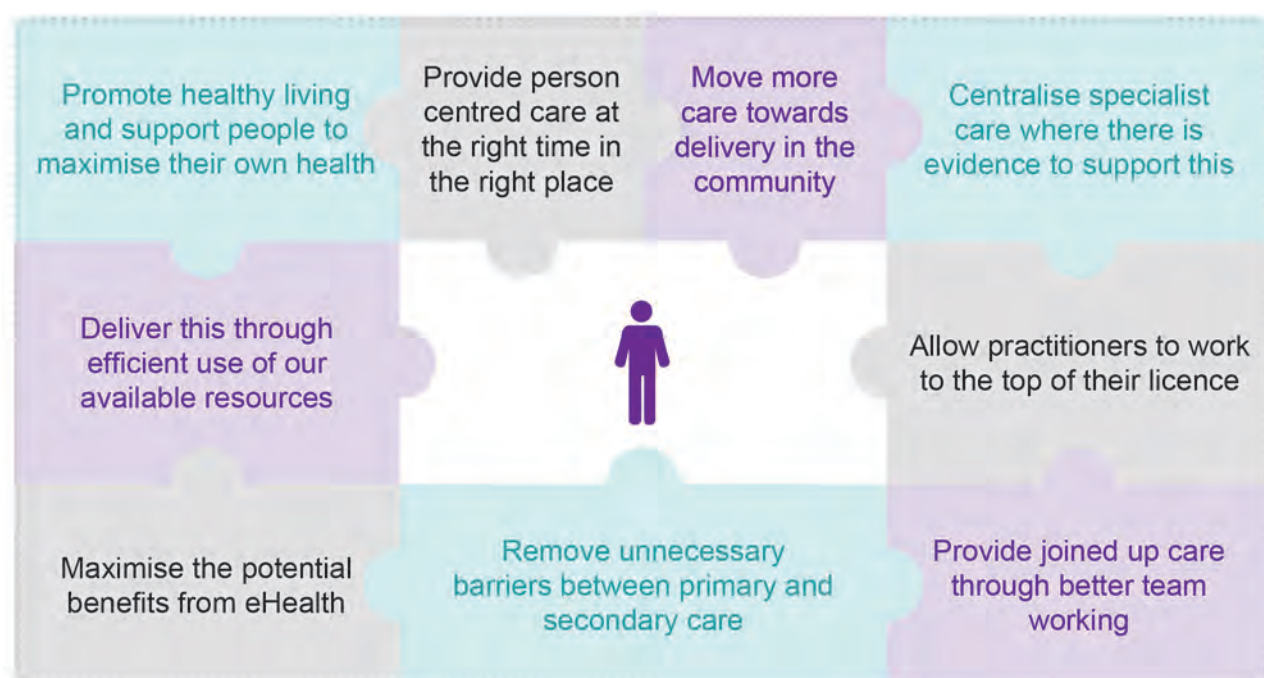 Promote healthy living
and support people to
maximise their own health
Provide person
centred care at
the right time in
the right place
Move more
care towards
delivery in the
community
Centralise specialist
care where there is
evidence to support this
Deliver this through
efficient use of our
available resources
Allow practitioners to work
to the top of their licence
Maximise the potential
benefits from eHealth
Remove unnecessary
barriers between primary and
secondary care
Provide joined up care
through better team
working